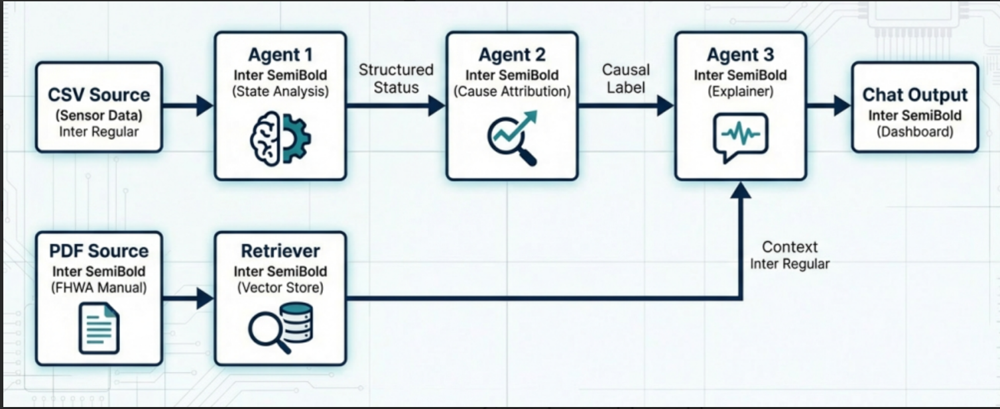 CSV Source
(Sensor Data)
Inter Regular
Agent 1
Inter SemiBold
(State Analysis)
Structured
Status
Agent 2
Inter SemiBold
(Cause Attribution)
Causal
Label
Agent 3
Inter SemiBold
(Explainer)
Chat Output
Inter SemiBold
(Dashboard)
PDF Source
Inter SemiBold
(FHWA Manual)
Retriever
Inter SemiBold
(Vector Store)
Context
Inter Regular